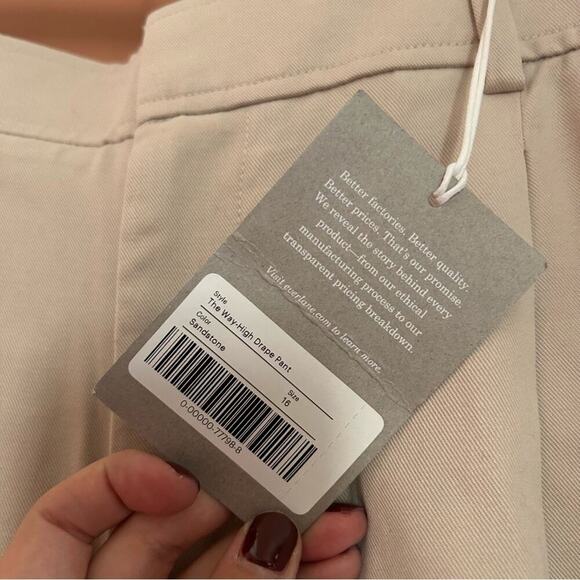 Better factories. Better quality.
Better prices. That's our promise
We reveal the story behind every
product—from our ethical
manufacturing process to our
transparent pricing breakdown.
Visit everlane.com to learn more.
Style
The Way-High Drape Pant
Color
Sandstone
Size
16
0-00000-77798-8